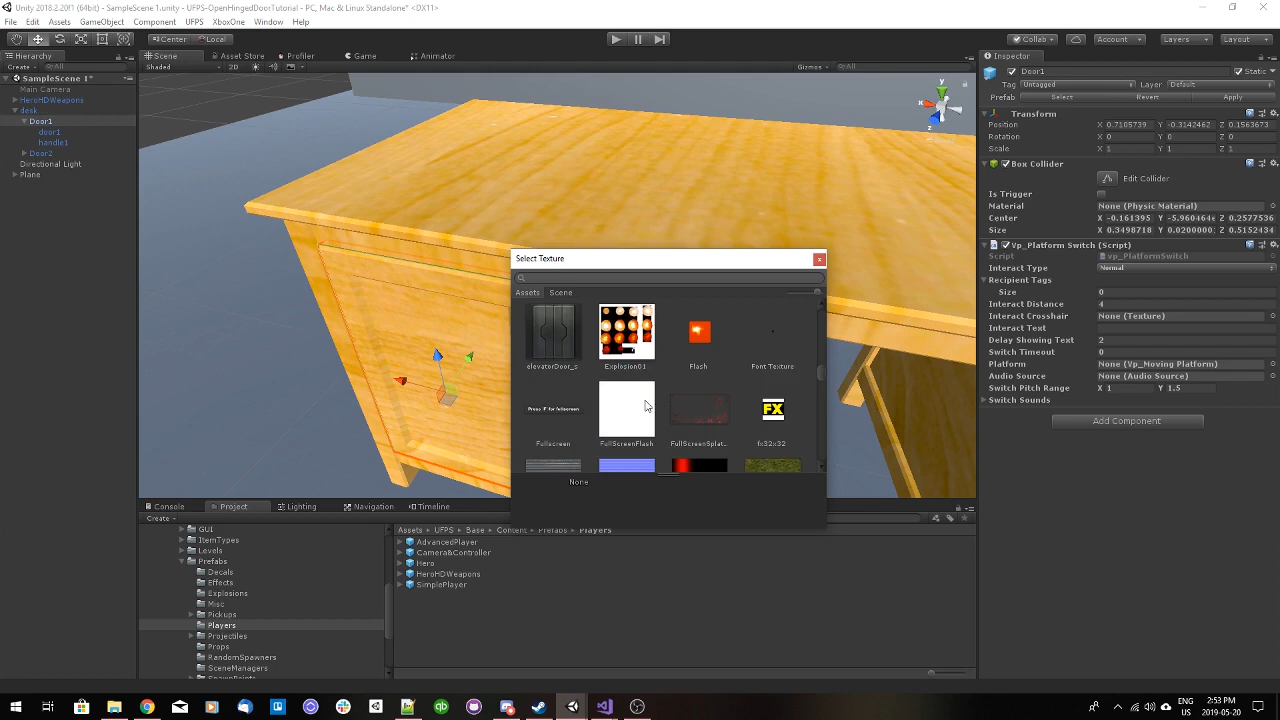 Unity 2018.2.20f1 (64bit) - SampleScene 1.unity - UFPS-OpenHingedDoorTutorial - PC, Mac & Linux Standalone* <DX11>
File Edit Assets GameObject Component UFPS XboxOne Window Help
Center Local Collab Account Layers Layout
Hierarchy Scene Asset Store Profiler Game Animator Inspector
Create All Shaded 2D Gizmos All
SampleScene 1*
Main Camera
HeroHDWeapons
desk
Door1
door1
handle1
Door2
Directional Light
Plane
y
x
z
Select Texture
Assets Scene
elevatorDoor_s Explosion01 Flash Font Texture
Press 'F' for fullscreen FX
Fullscreen FullScreenFlash FullScreenSplat... fx32x32
None
Door1 Static
Tag Untagged Layer Default
Prefab Select Revert Apply
Transform
Position X 0.7105739 Y -0.3142462 Z 0.1563673
Rotation X 0 Y 0 Z 0
Scale X 1 Y 1 Z 1
Box Collider
Edit Collider
Is Trigger
Material None (Physic Material)
Center X -0.161395 Y -5.960464e Z 0.2577536
Size X 0.3498718 Y 0.0200000 Z 0.5152434
Vp_Platform Switch (Script)
Script vp_PlatformSwitch
Interact Type Normal
Recipient Tags
Size 0
Interact Distance 4
Interact Crosshair None (Texture)
Interact Text
Delay Showing Text 2
Switch Timeout 0
Platform None (Vp_Moving Platform)
Audio Source None (Audio Source)
Switch Pitch Range X 1 Y 1.5
Switch Sounds
Add Component
Console Project Lighting Navigation Timeline
Create
GUI
ItemTypes
Levels
Prefabs
Decals
Effects
Explosions
Misc
Pickups
Players
Projectiles
Props
RandomSpawners
SceneManagers
Assets UFPS Base Content Prefabs Players
AdvancedPlayer
Camera&Controller
Hero
HeroHDWeapons
SimplePlayer
ENG
US
2:53 PM
2019-05-20